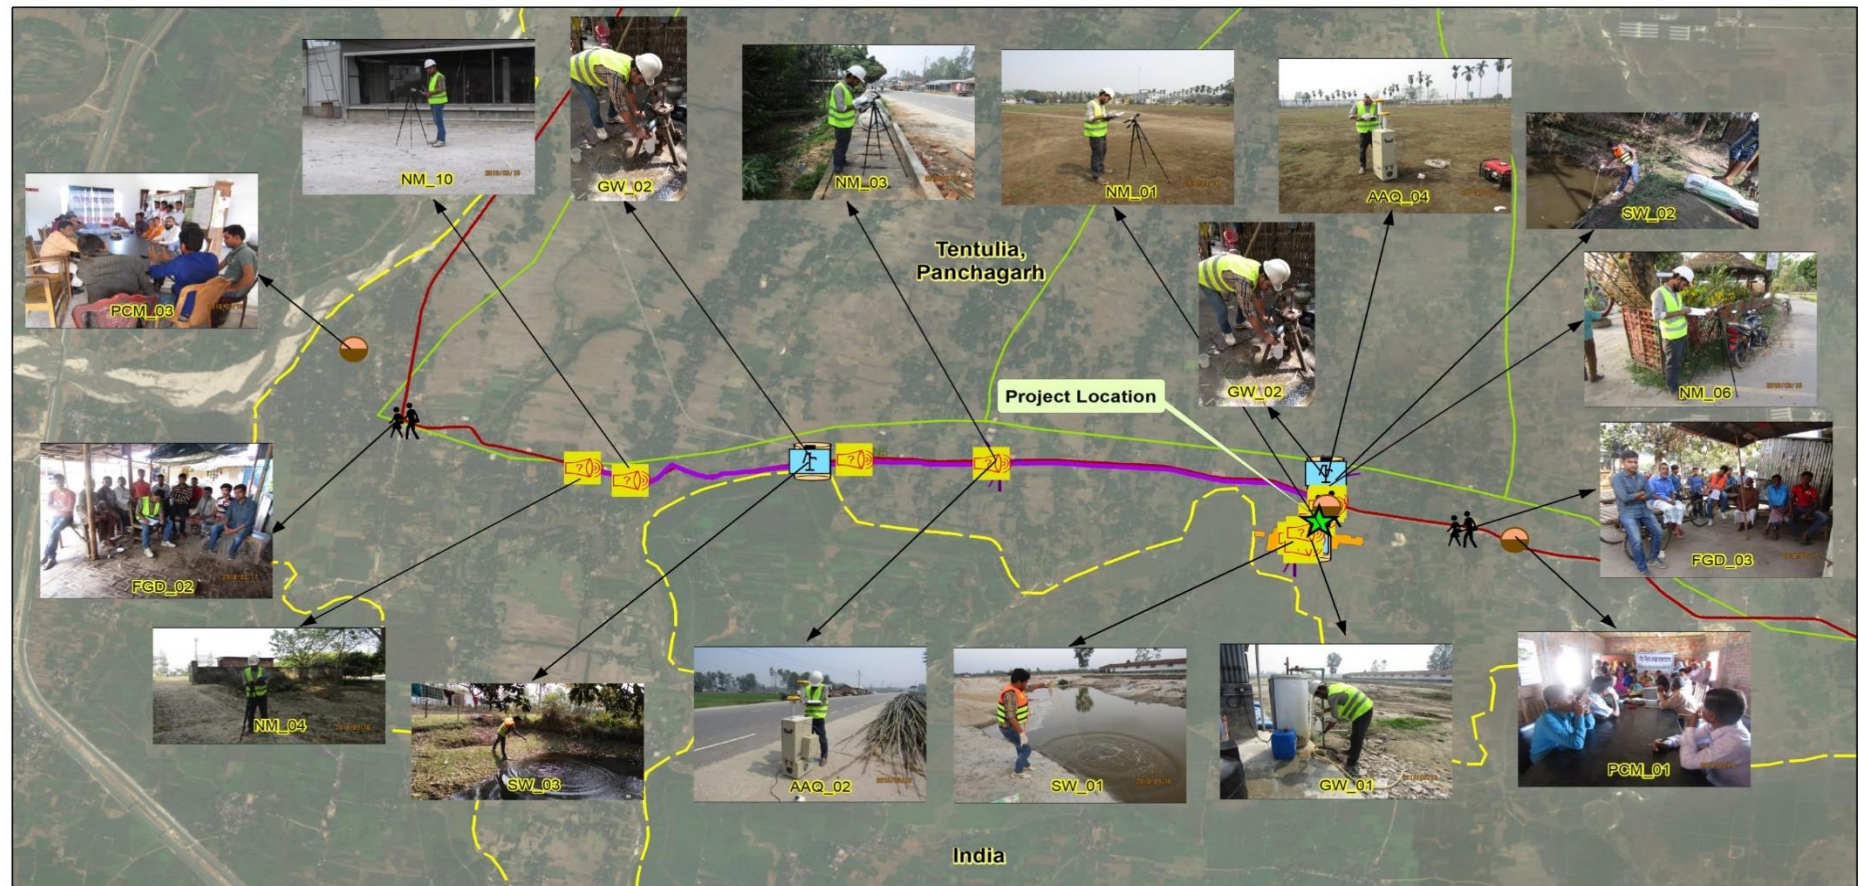 NM_10
GW_02
NM_03
NM_01
AAQ_04
SW_02
PCM_03
Tentulia,
Panchagarh
NM_06
GW_02
Project Location
FGD_02
FGD_03
NM_04
SW_03
AAQ_02
SW_01
GW_01
PCM_01
India